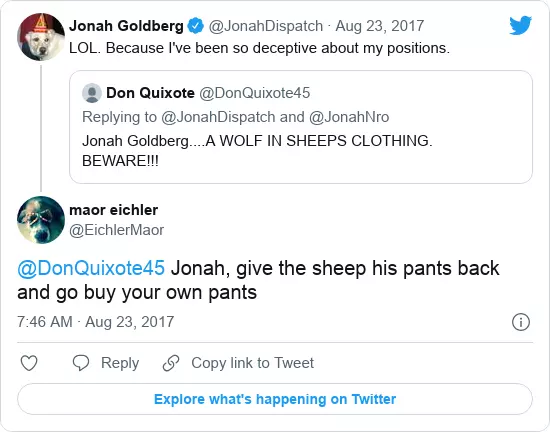 Jonah Goldberg @JonahDispatch · Aug 23, 2017
LOL. Because I've been so deceptive about my positions.
Don Quixote @DonQuixote45
Replying to @JonahDispatch and @JonahNro
Jonah Goldberg....A WOLF IN SHEEPS CLOTHING.
BEWARE!!!
maor eichler
@EichlerMaor
@DonQuixote45 Jonah, give the sheep his pants back
and go buy your own pants
7:46 AM · Aug 23, 2017
Reply
Copy link to Tweet
Explore what's happening on Twitter